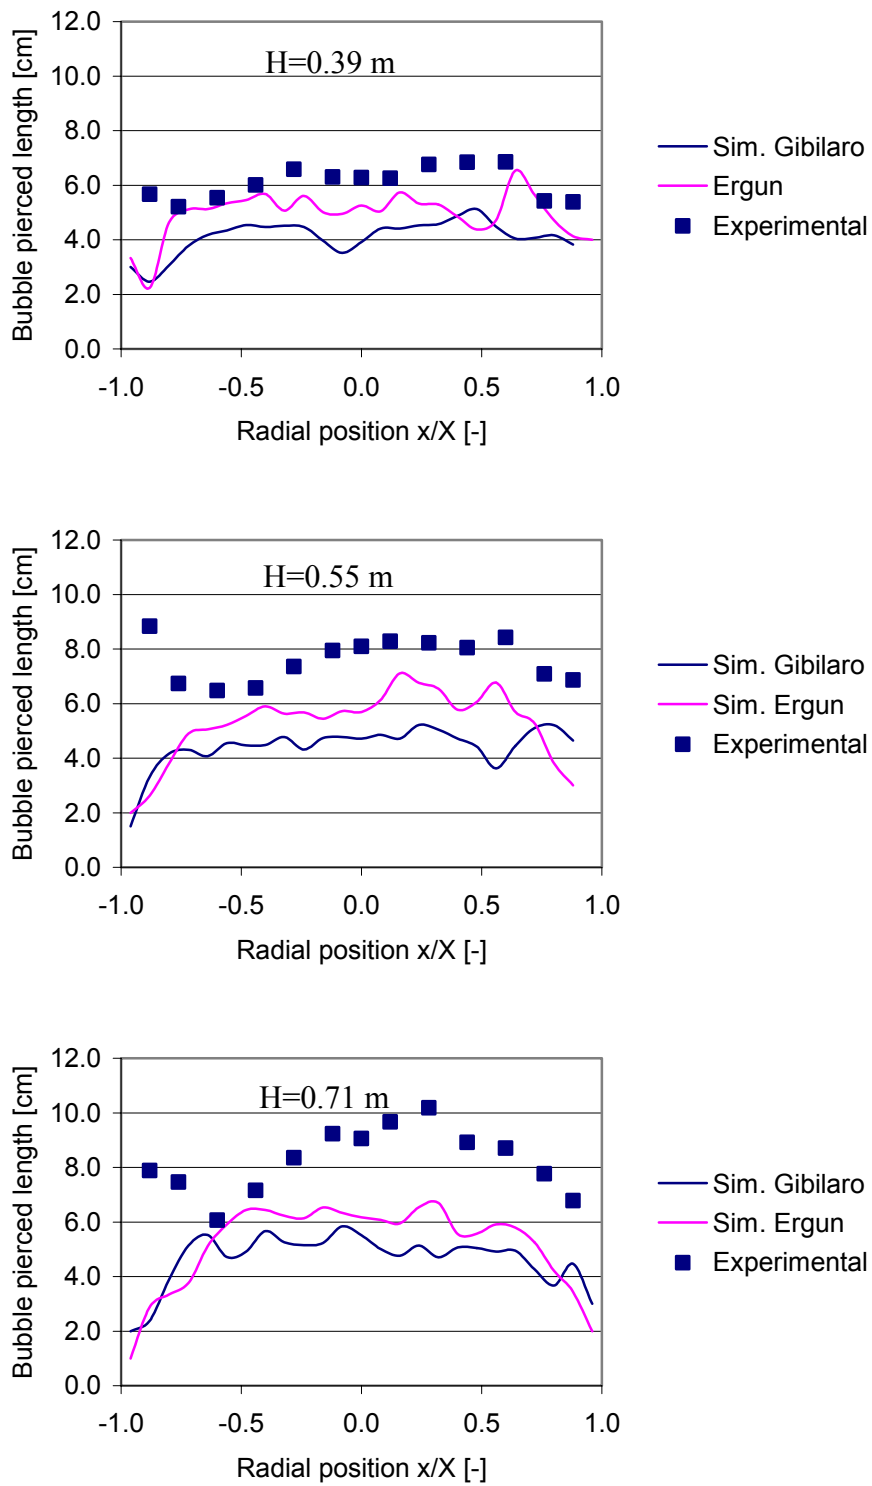 12.0
10.0
8.0
6.0
4.0
2.0
0.0
Bubble pierced length [cm]
H=0.39 m
-1.0
-0.5
0.0
0.5
1.0
Radial position x/X [-]
Sim. Gibilaro
Ergun
Experimental
12.0
10.0
8.0
6.0
4.0
2.0
0.0
Bubble pierced length [cm]
H=0.55 m
-1.0
-0.5
0.0
0.5
1.0
Radial position x/X [-]
Sim. Gibilaro
Sim. Ergun
Experimental
12.0
10.0
8.0
6.0
4.0
2.0
0.0
Bubble pierced length [cm]
H=0.71 m
-1.0
-0.5
0.0
0.5
1.0
Radial position x/X [-]
Sim. Gibilaro
Sim. Ergun
Experimental